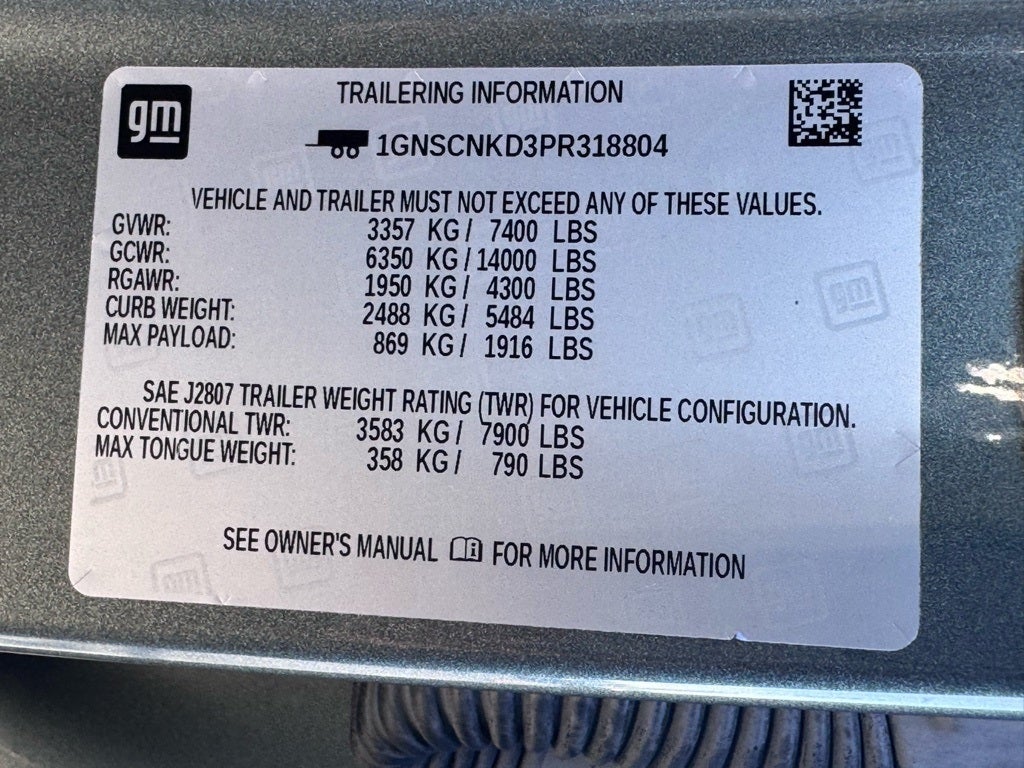 gm
TRAILERING INFORMATION
1GNSCNKD3PR318804
VEHICLE AND TRAILER MUST NOT EXCEED ANY OF THESE VALUES.
GVWR: 3357 KG / 7400 LBS
GCWR: 6350 KG / 14000 LBS
RGAWR: 1950 KG / 4300 LBS
CURB WEIGHT: 2488 KG / 5484 LBS
MAX PAYLOAD: 869 KG / 1916 LBS
SAE J2807 TRAILER WEIGHT RATING (TWR) FOR VEHICLE CONFIGURATION.
CONVENTIONAL TWR: 3583 KG / 7900 LBS
MAX TONGUE WEIGHT: 358 KG / 790 LBS
SEE OWNER'S MANUAL FOR MORE INFORMATION